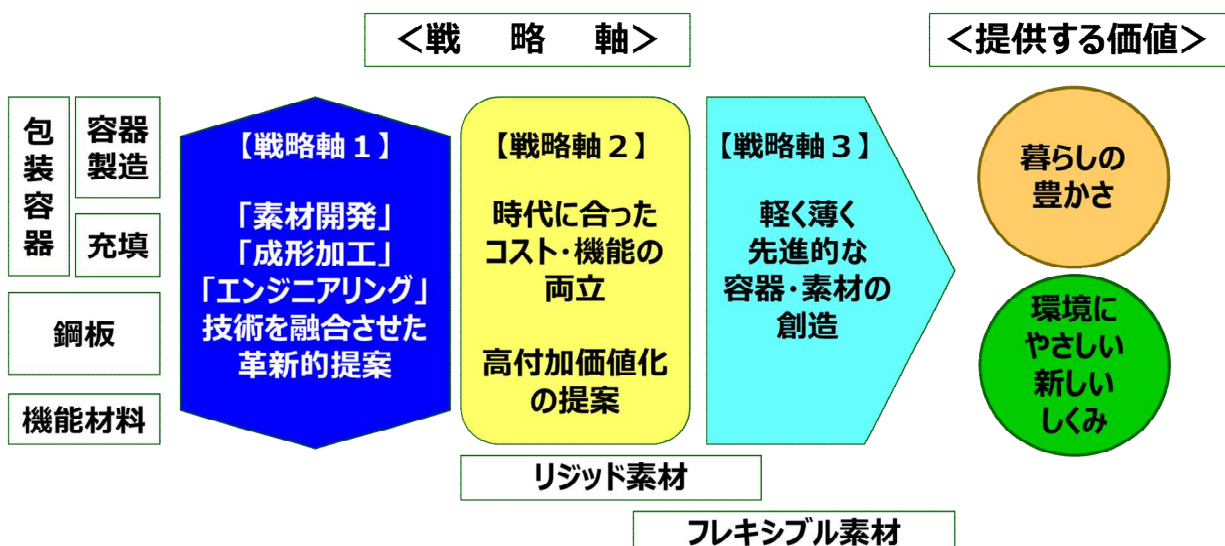 ＜戦　略　軸＞
＜提供する価値＞
包装容器
容器
製造
充填
鋼板
機能材料
【戦略軸１】
「素材開発」
「成形加工」
「エンジニアリング」
技術を融合させた
革新的提案
【戦略軸２】
時代に合った
コスト・機能の
両立
高付加価値化
の提案
【戦略軸３】
軽く薄く
先進的な
容器・素材の
創造
暮らしの
豊かさ
環境に
やさしい
新しい
しくみ
リジッド素材
フレキシブル素材